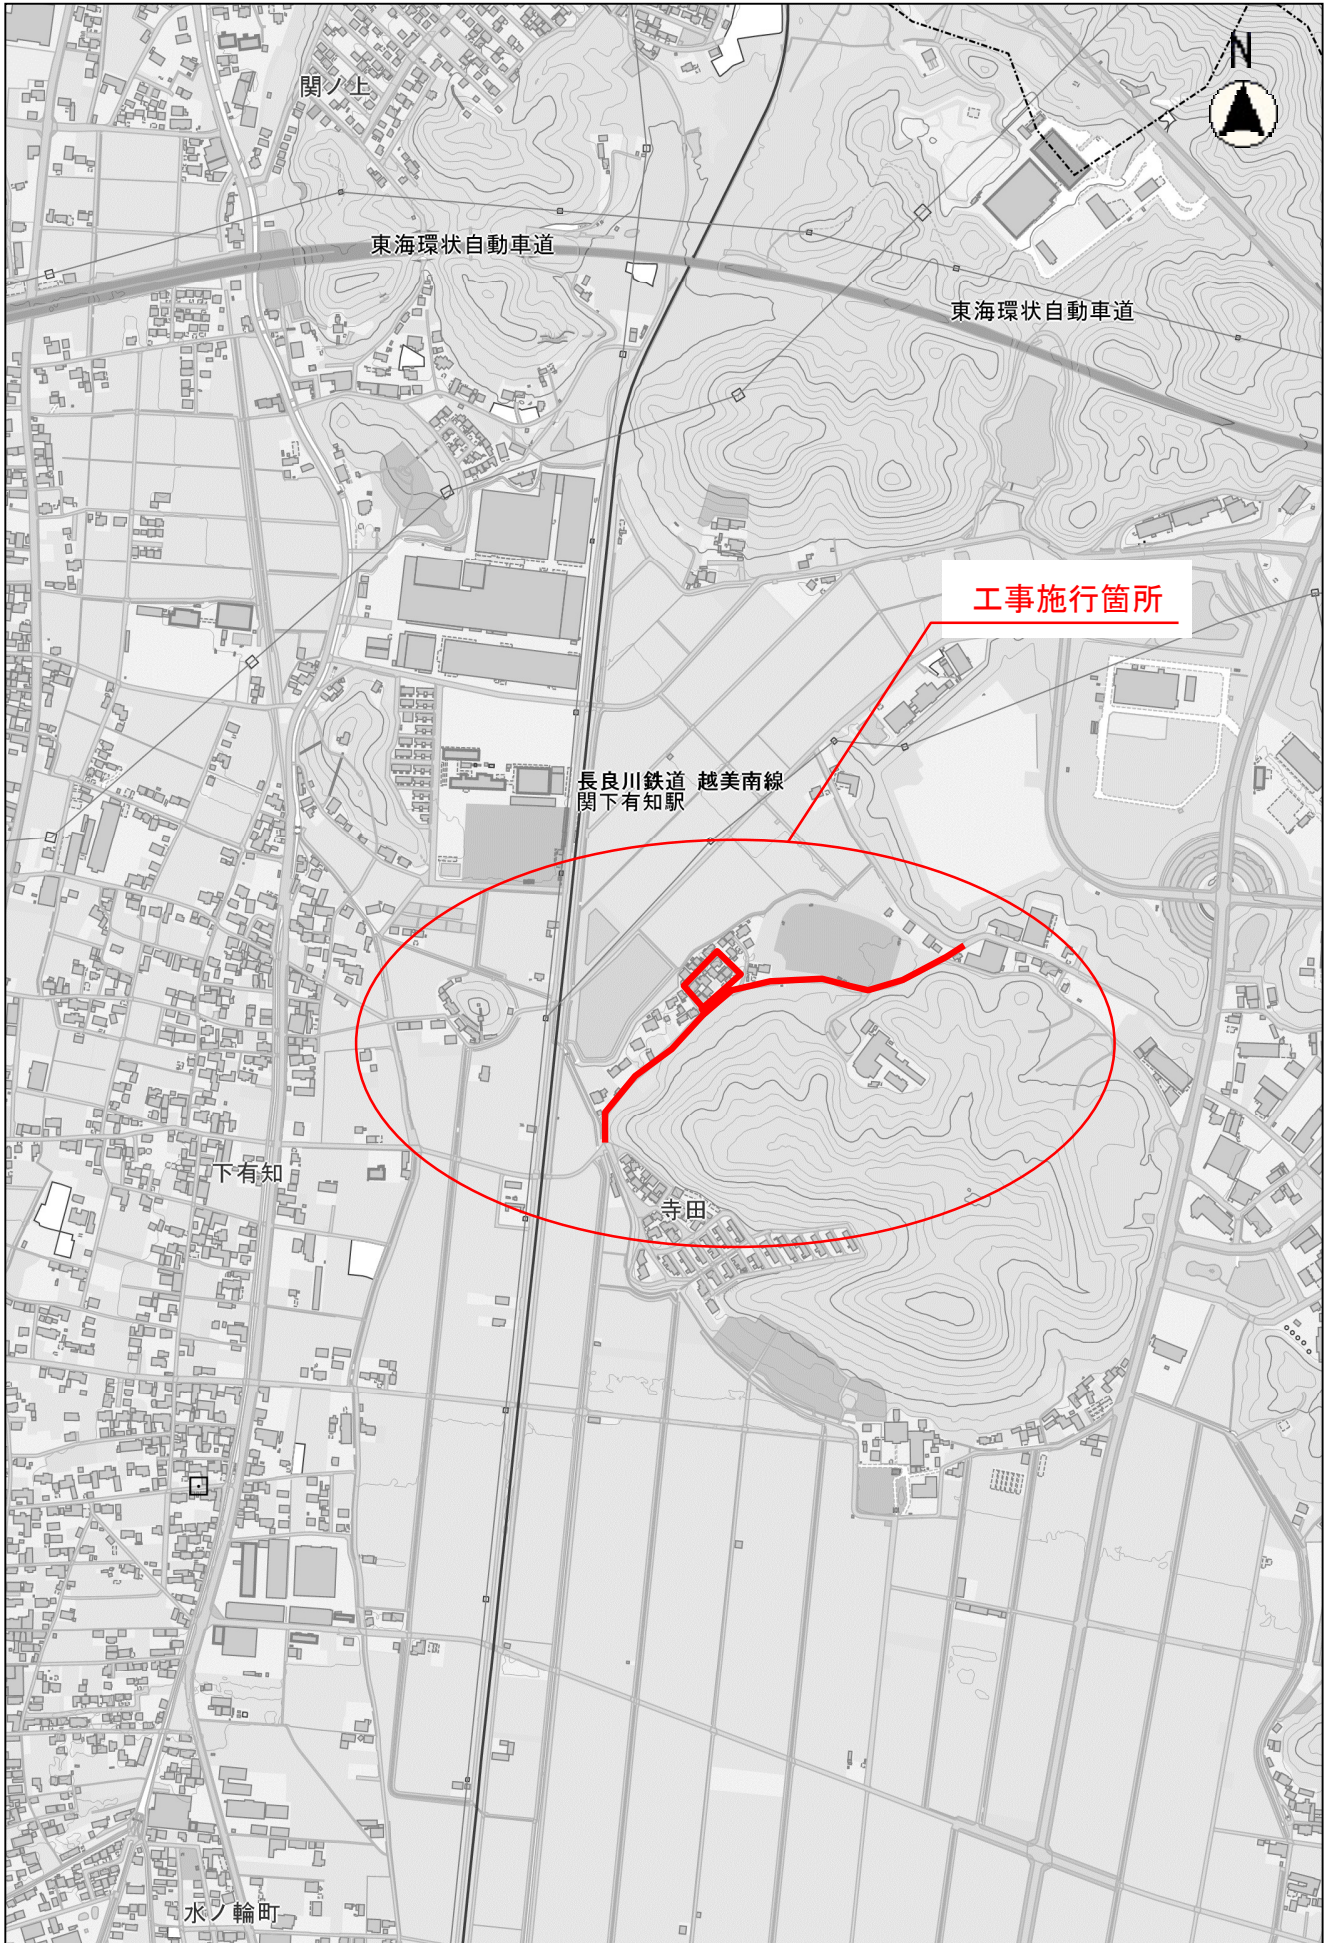 N
関ノ上
東海環状自動車道
東海環状自動車道
工事施行箇所
長良川鉄道 越美南線
関下有知駅
下有知
寺田
水ノ輪町